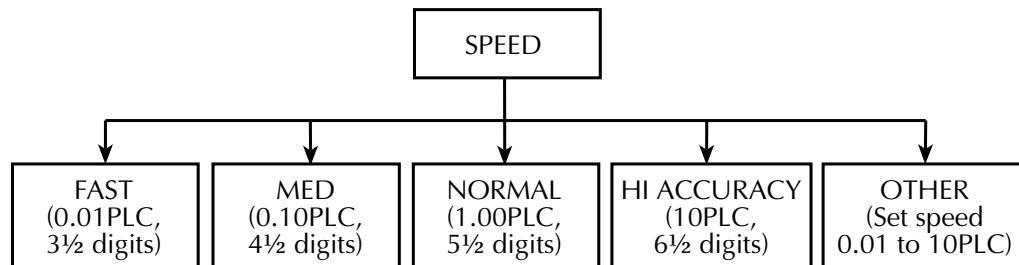 SPEED
FAST
(0.01PLC,
3½ digits)
MED
(0.10PLC,
4½ digits)
NORMAL
(1.00PLC,
5½ digits)
HI ACCURACY
(10PLC,
6½ digits)
OTHER
(Set speed
0.01 to 10PLC)